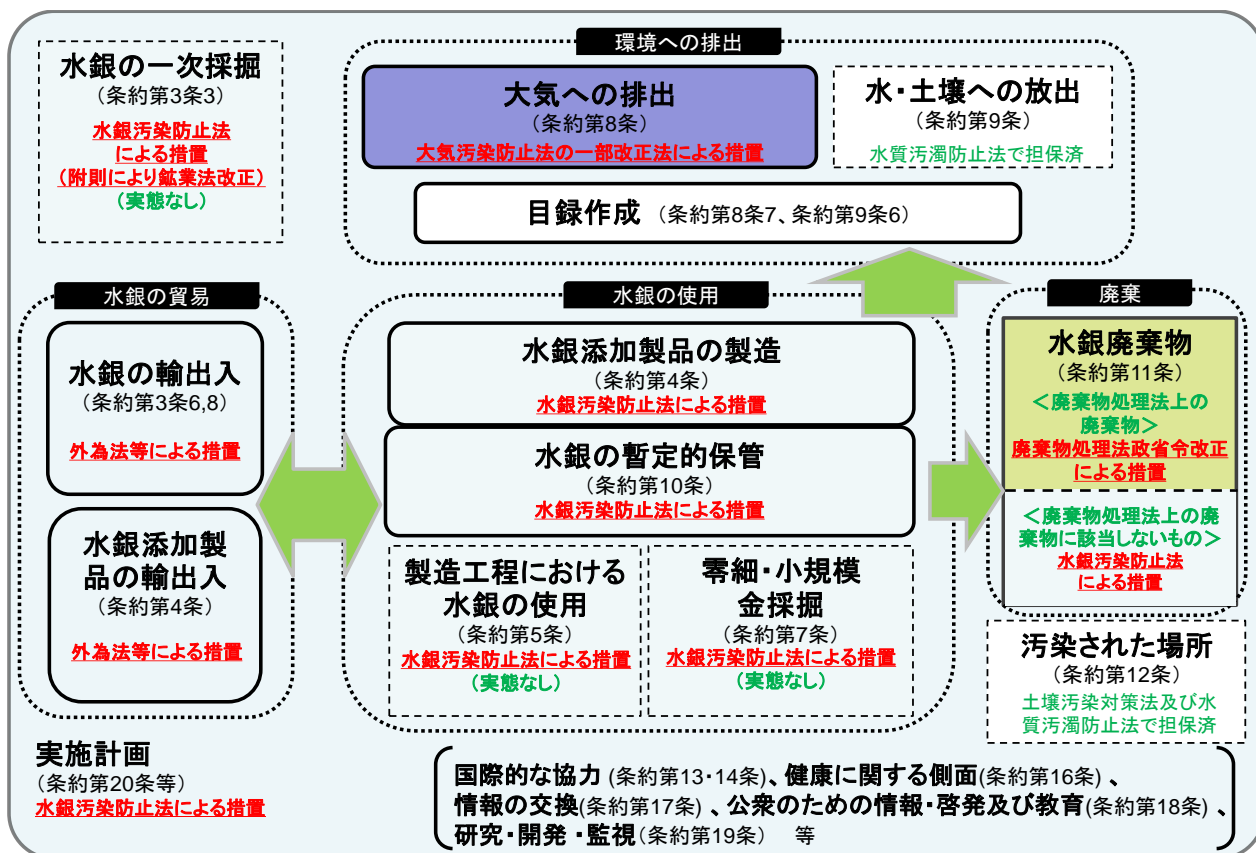 水銀の一次採掘
(条約第3条3)
水銀汚染防止法
による措置
(附則により鉱業法改正)
(実態なし)
環境への排出
大気への排出
(条約第8条)
大気汚染防止法の一部改正法による措置
水・土壌への放出
(条約第9条)
水質汚濁防止法で担保済
目録作成 (条約第8条7、条約第9条6)
水銀の貿易
水銀の輸出入
(条約第3条6,8)
外為法等による措置
水銀添加製
品の輸出入
(条約第4条)
外為法等による措置
水銀の使用
水銀添加製品の製造
(条約第4条)
水銀汚染防止法による措置
水銀の暫定的保管
(条約第10条)
水銀汚染防止法による措置
製造工程における
水銀の使用
(条約第5条)
水銀汚染防止法による措置
(実態なし)
零細・小規模
金採掘
(条約第7条)
水銀汚染防止法による措置
(実態なし)
廃棄
水銀廃棄物
(条約第11条)
<廃棄物処理法上の
廃棄物>
廃棄物処理法政省令改正
による措置
<廃棄物処理法上の廃
棄物に該当しないもの>
水銀汚染防止法
による措置
汚染された場所
(条約第12条)
土壌汚染対策法及び水
質汚濁防止法で担保済
実施計画
(条約第20条等)
水銀汚染防止法による措置
国際的な協力 (条約第13・14条)、健康に関する側面(条約第16条) 、
情報の交換(条約第17条) 、公衆のための情報・啓発及び教育(条約第18条) 、
研究・開発・監視(条約第19条) 等